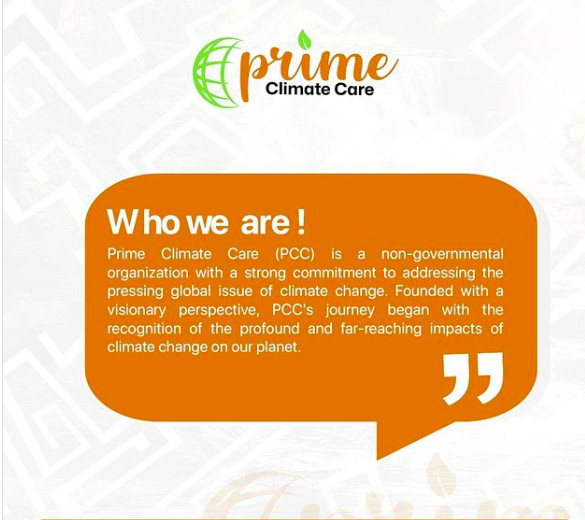 prime
Climate Care
Who we are !
Prime Climate Care (PCC) is a non-governmental
organization with a strong commitment to addressing the
pressing global issue of climate change. Founded with a
visionary perspective, PCC's journey began with the
recognition of the profound and far-reaching impacts of
climate change on our planet.
”